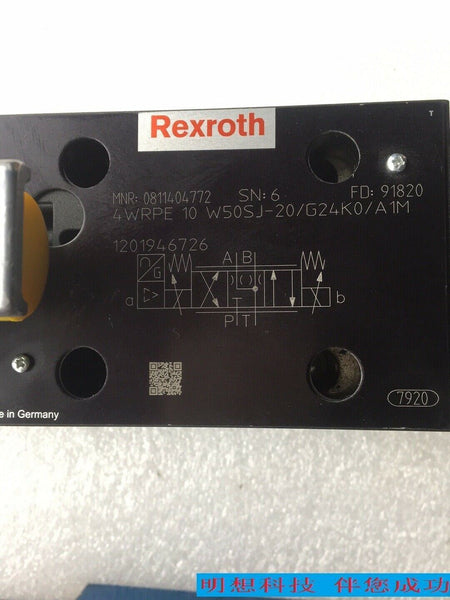 T
Rexroth
MNR: 0811404772 SN: 6 FD: 91820
4WRPE 10 W50SJ-20/G24K0/A1M
1201946726
A B
G
a b
T
P T
7920
e in Germany
明想科技 伴您成功